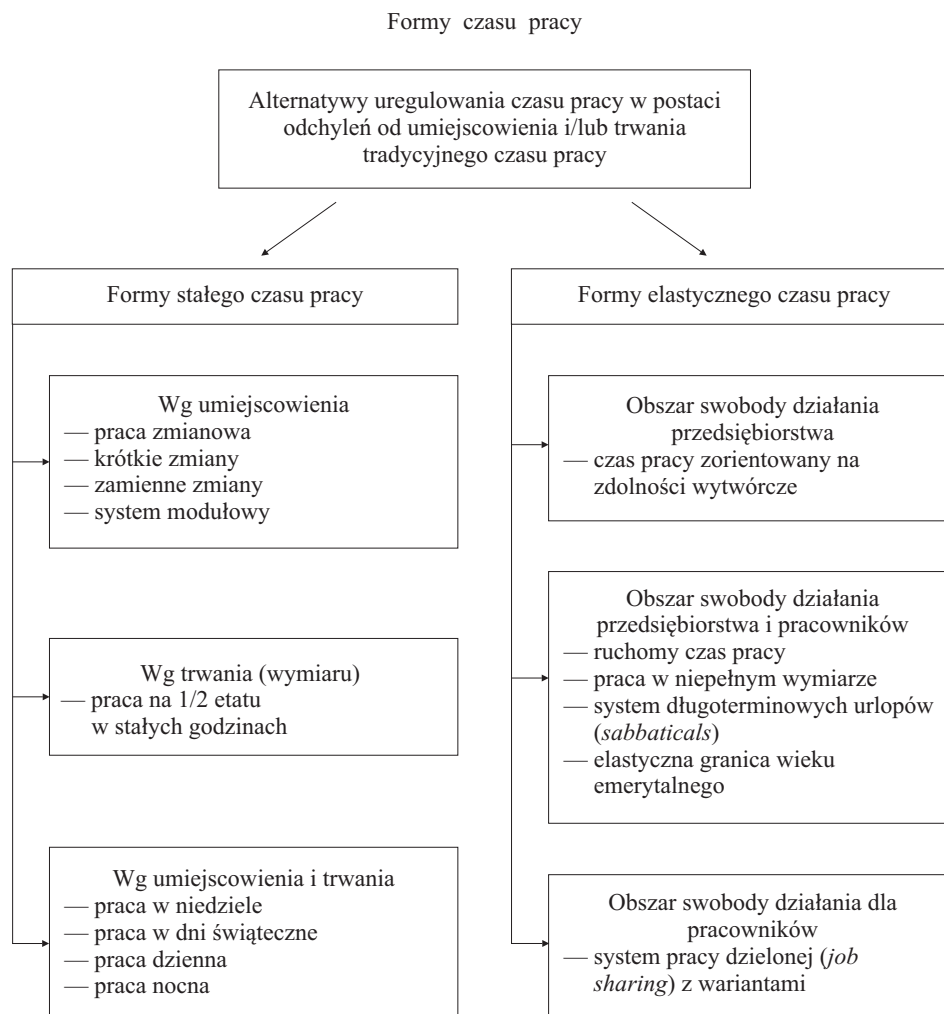 Formy czasu pracy
Alternatywy uregulowania czasu pracy w postaci
odchyleń od umiejscowienia i/lub trwania
tradycyjnego czasu pracy
Formy stałego czasu pracy
Wg umiejscowienia
— praca zmianowa
— krótkie zmiany
— zamienne zmiany
— system modułowy
Wg trwania (wymiaru)
— praca na 1/2 etatu
w stałych godzinach
Wg umiejscowienia i trwania
— praca w niedziele
— praca w dni świąteczne
— praca dzienna
— praca nocna
Formy elastycznego czasu pracy
Obszar swobody działania
przedsiębiorstwa
— czas pracy zorientowany na
zdolności wytwórcze
Obszar swobody działania
przedsiębiorstwa i pracowników
— ruchomy czas pracy
— praca w niepełnym wymiarze
— system długoterminowych urlopów
(sabbaticals)
— elastyczna granica wieku
emerytalnego
Obszar swobody działania dla
pracowników
— system pracy dzielonej (job
sharing) z wariantami